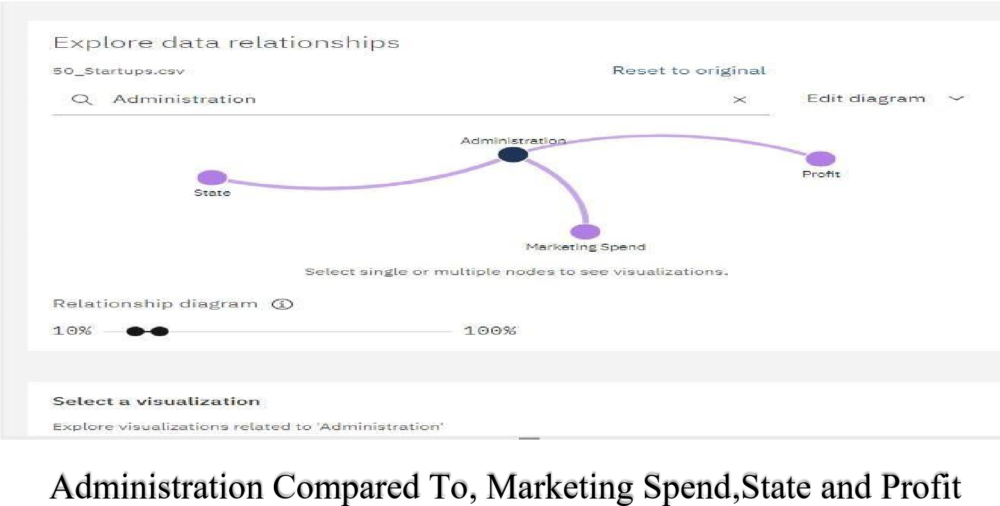 Explore data relationships
50_Startups.csv
Reset to original
Administration
Edit diagram
Administration
Profit
State
Marketing Spend
Select single or multiple nodes to see visualizations.
Relationship diagram
10% 100%
Select a visualization
Explore visualizations related to 'Administration'
Administration Compared To, Marketing Spend,State and Profit